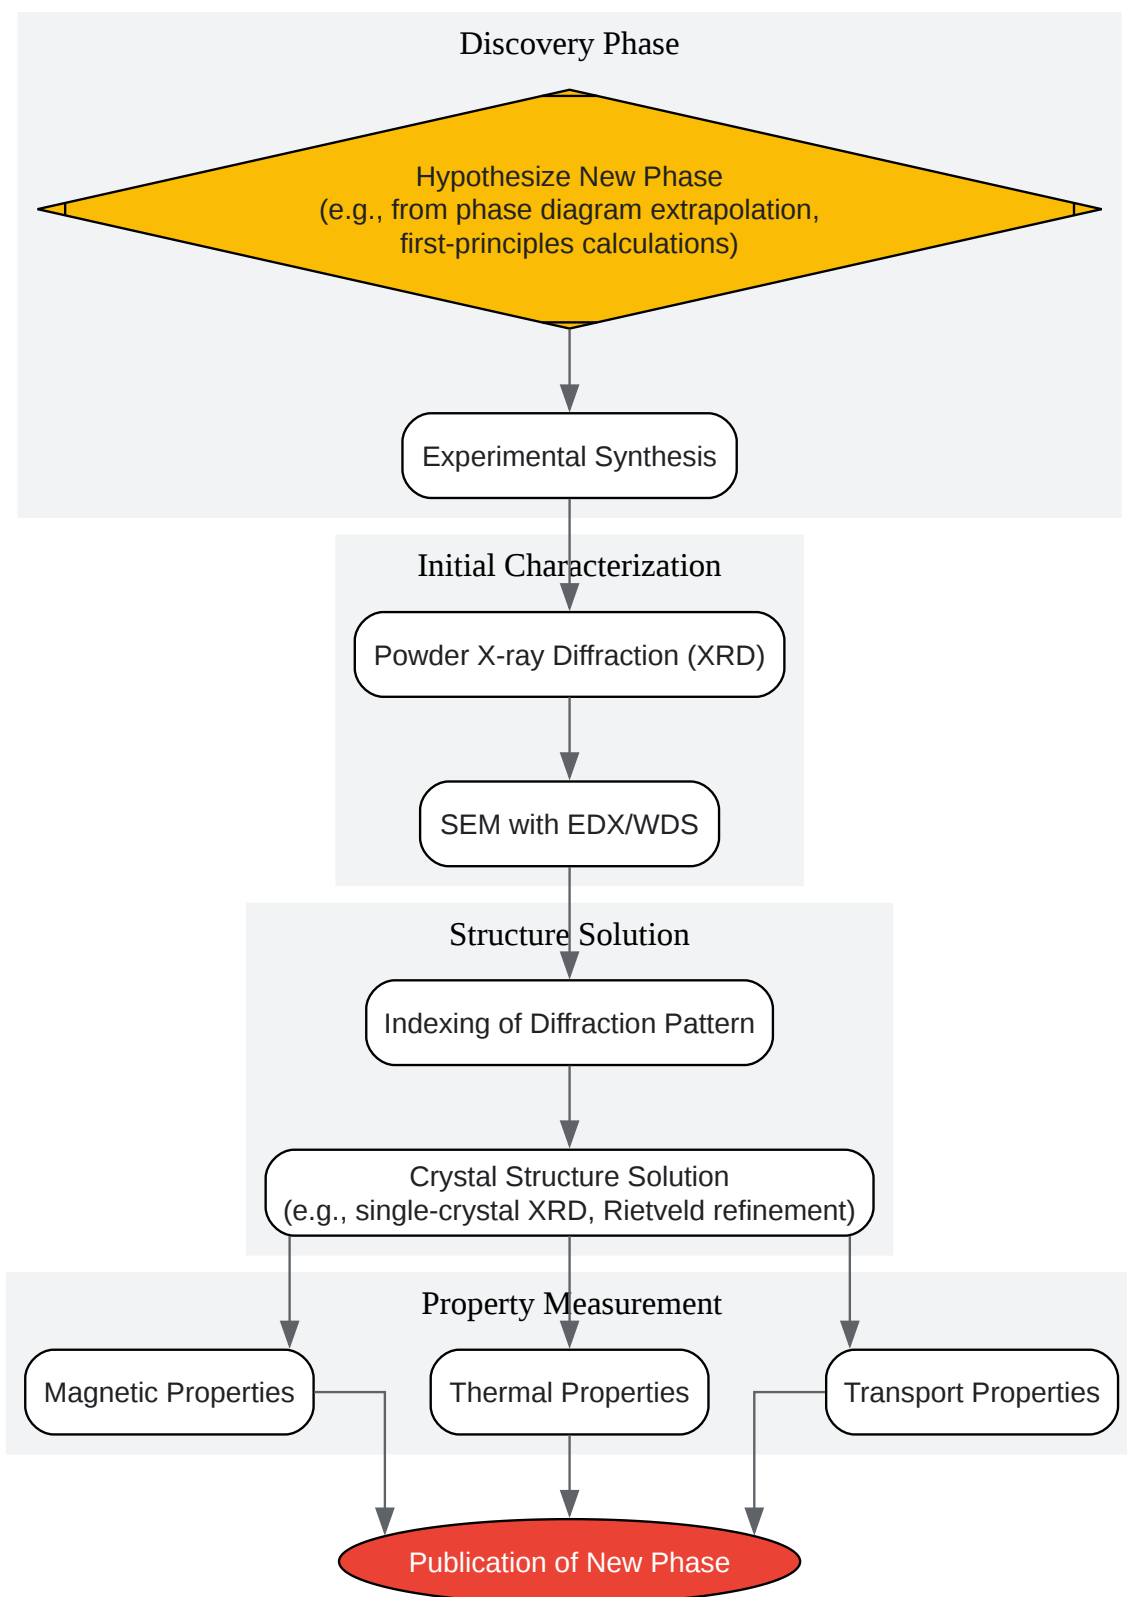 Discovery Phase
Hypothesize New Phase
(e.g., from phase diagram extrapolation,
first-principles calculations)
Experimental Synthesis
Initial Characterization
Powder X-ray Diffraction (XRD)
SEM with EDX/WDS
Structure Solution
Indexing of Diffraction Pattern
Crystal Structure Solution
(e.g., single-crystal XRD, Rietveld refinement)
Property Measurement
Magnetic Properties
Thermal Properties
Transport Properties
Publication of New Phase